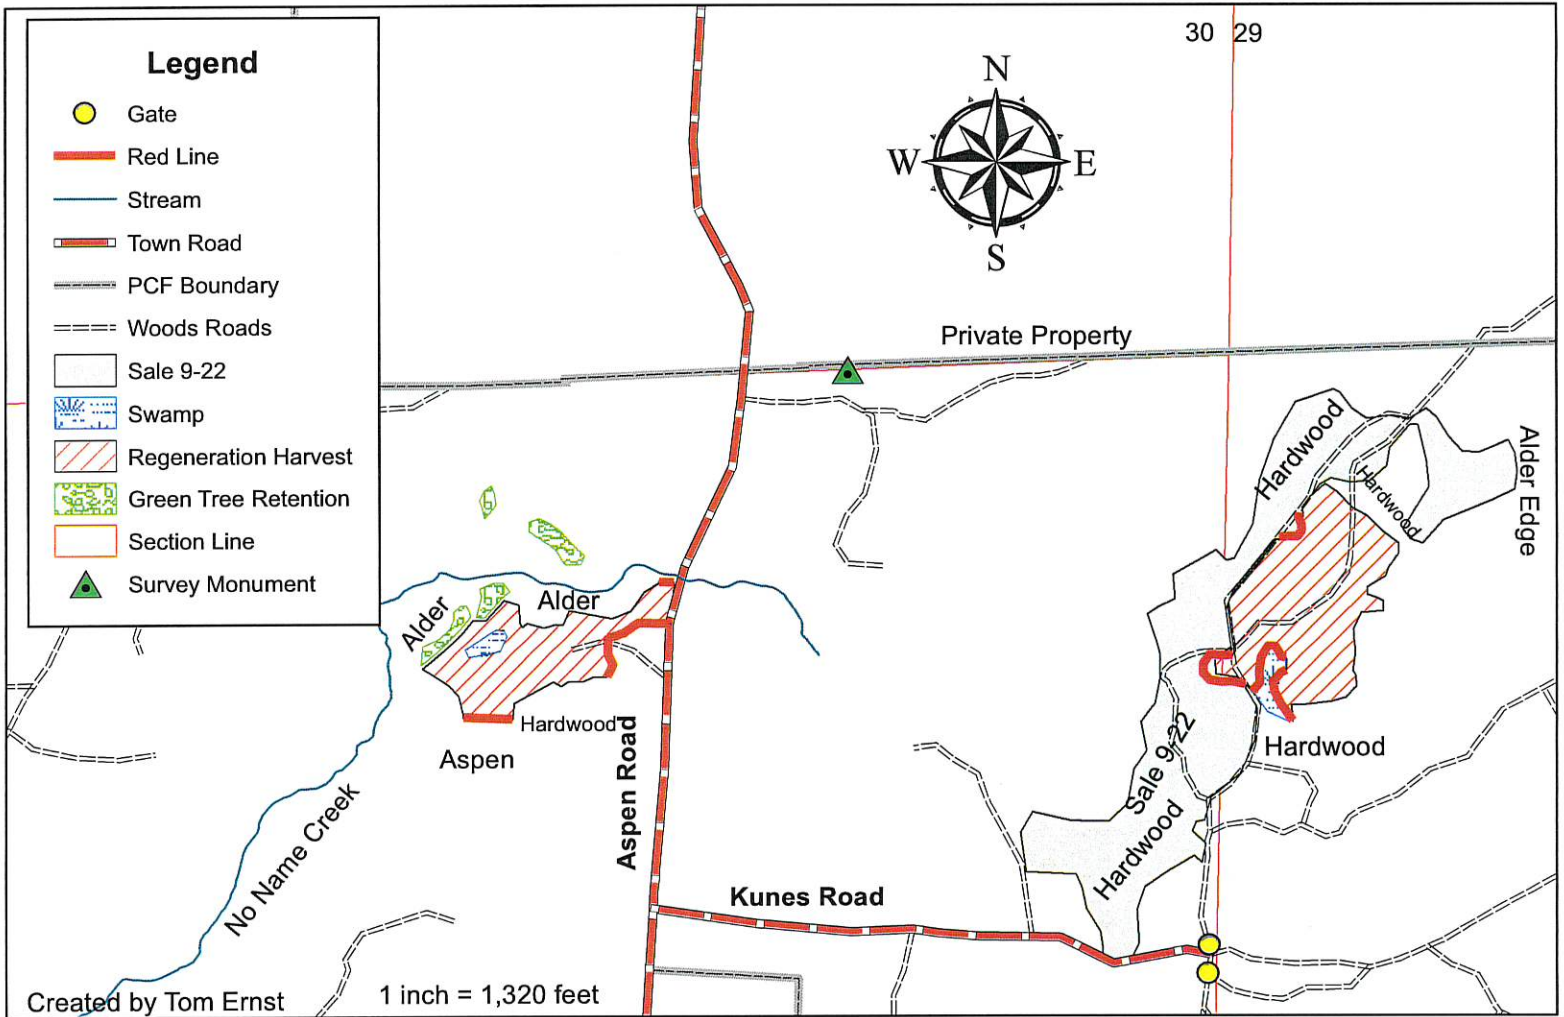 30 29
Legend
Gate
Red Line
Stream
Town Road
PCF Boundary
Woods Roads
Sale 9-22
Swamp
Regeneration Harvest
Green Tree Retention
Section Line
Survey Monument
N
W E
S
Private Property
Hardwood
Hardwood
Alder Edge
Alder
Alder
Hardwood
Aspen
Aspen Road
No Name Creek
Sale 9-22
Hardwood
Hardwood
Kunes Road
Created by Tom Ernst
1 inch = 1,320 feet